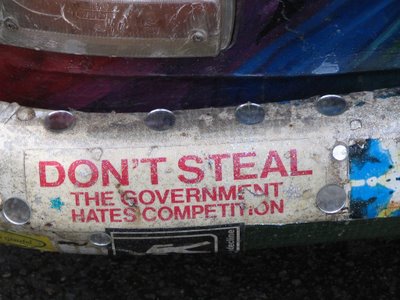 DON'T STEAL
THE GOVERNMENT
HATES COMPETITION